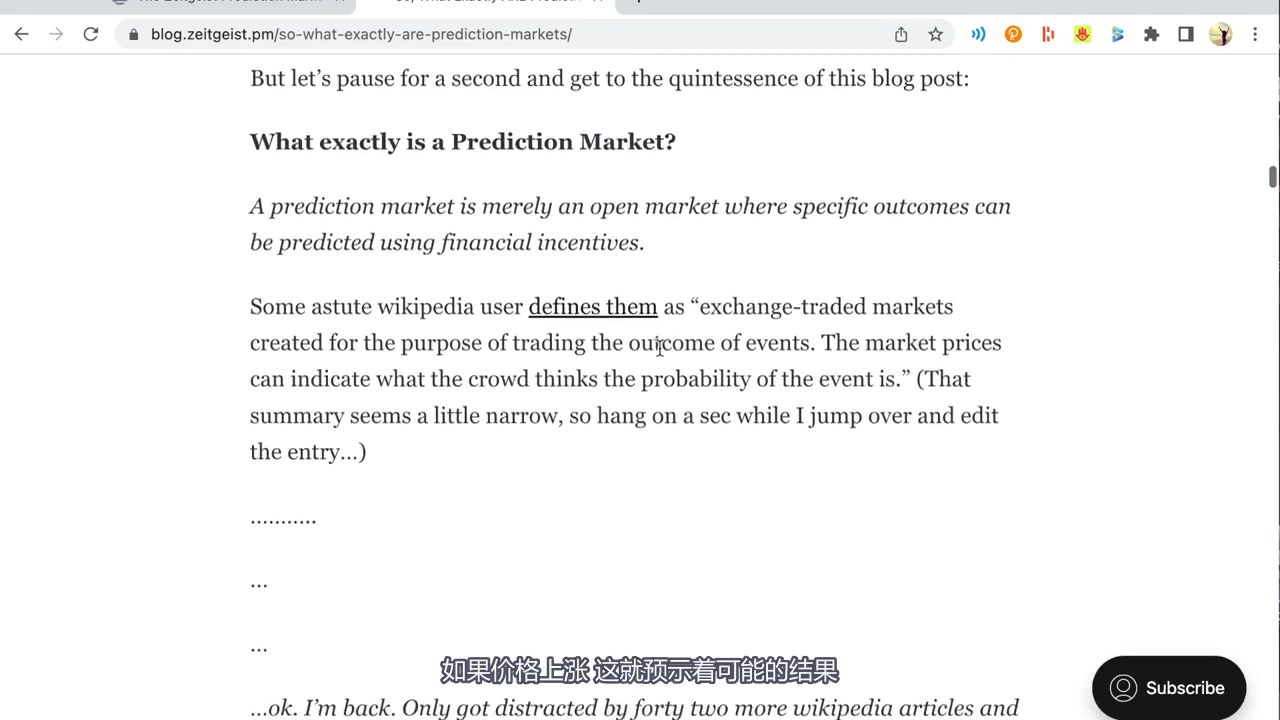 blog.zeitgeist.pm/so-what-exactly-are-prediction-markets/
But let’s pause for a second and get to the quintessence of this blog post:
What exactly is a Prediction Market?
A prediction market is merely an open market where specific outcomes can
be predicted using financial incentives.
Some astute wikipedia user defines them as “exchange-traded markets
created for the purpose of trading the outcome of events. The market prices
can indicate what the crowd thinks the probability of the event is.” (That
summary seems a little narrow, so hang on a sec while I jump over and edit
the entry…)
………..
…
…
如果价格上涨 这就预示着可能的结果
Subscribe
…ok. I’m back. Only got distracted by forty two more wikipedia articles and